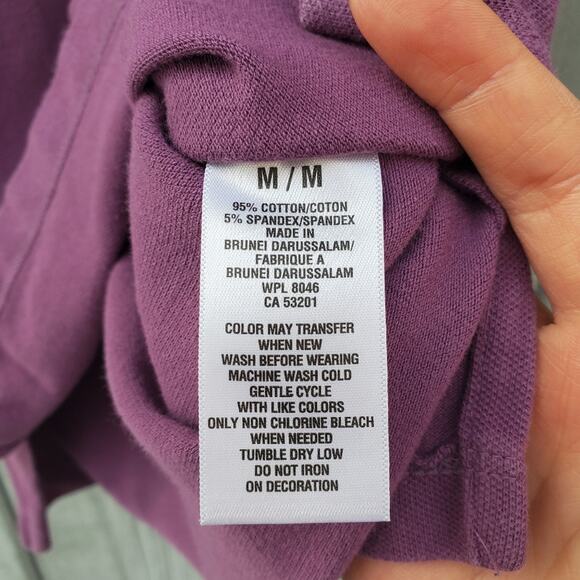 M / M
95% COTTON/COTON
5% SPANDEX/SPANDEX
MADE IN
BRUNEI DARUSSALAM/
FABRIQUE A
BRUNEI DARUSSALAM
WPL 8046
CA 53201
COLOR MAY TRANSFER
WHEN NEW
WASH BEFORE WEARING
MACHINE WASH COLD
GENTLE CYCLE
WITH LIKE COLORS
ONLY NON CHLORINE BLEACH
WHEN NEEDED
TUMBLE DRY LOW
DO NOT IRON
ON DECORATION